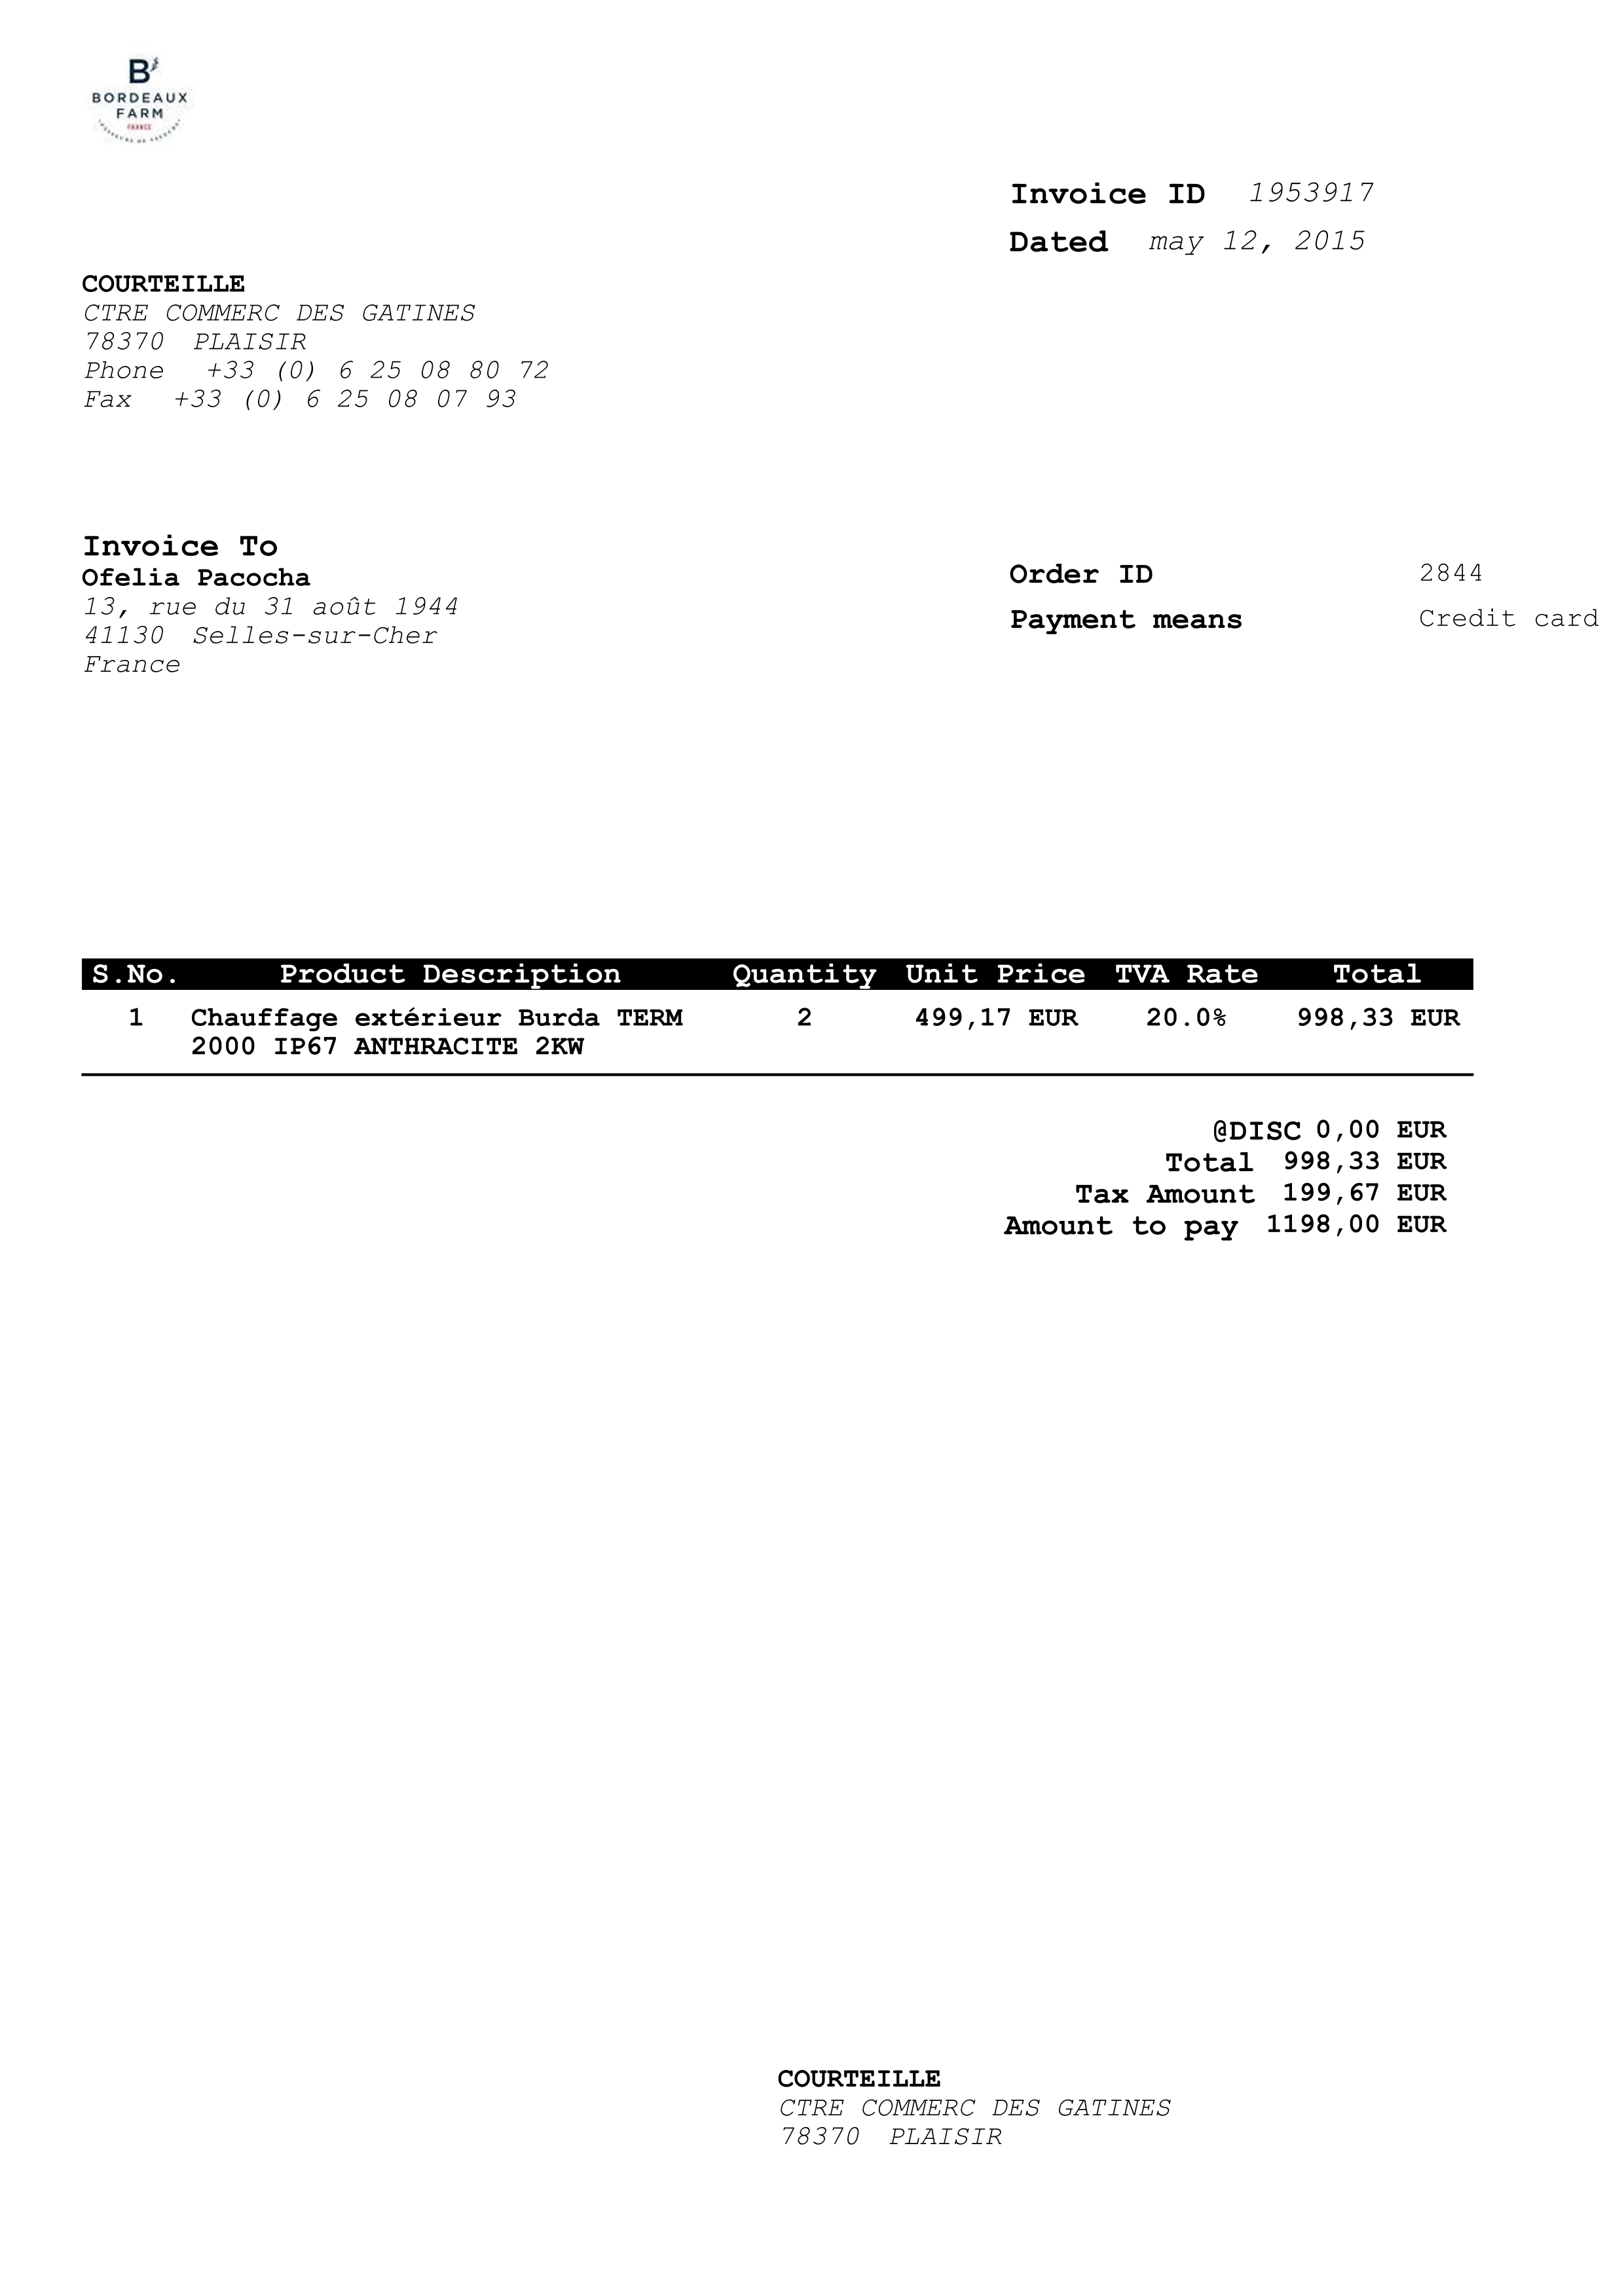 B
BORDEAUX
FARM
FRANCE
Invoice ID 1953917
Dated may 12, 2015
COURTEILLE
CTRE COMMERC DES GATINES
78370 PLAISIR
Phone +33 (0) 6 25 08 80 72
Fax +33 (0) 6 25 08 07 93
Invoice To
Ofelia Pacocha
13, rue du 31 août 1944
41130 Selles-sur-Cher
France
Order ID 2844
Payment means Credit card
S.No. Product Description Quantity Unit Price TVA Rate Total
1 Chauffage extérieur Burda TERM 2 499,17 EUR 20.0% 998,33 EUR
2000 IP67 ANTHRACITE 2KW
@DISC 0,00 EUR
Total 998,33 EUR
Tax Amount 199,67 EUR
Amount to pay 1198,00 EUR
COURTEILLE
CTRE COMMERC DES GATINES
78370 PLAISIR